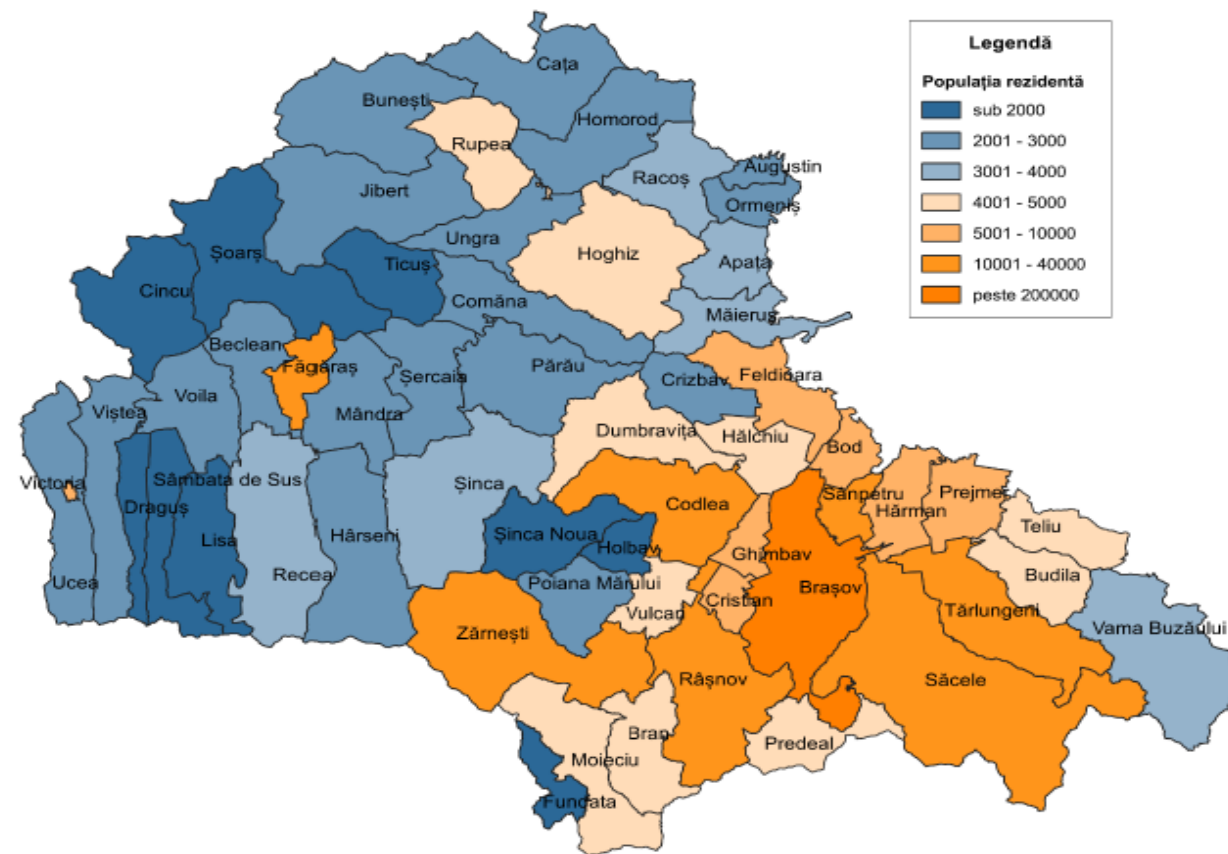 Legendă
Populația rezidentă
sub 2000
2001 - 3000
3001 - 4000
4001 - 5000
5001 - 10000
10001 - 40000
peste 200000
Cața
Bunești
Homorod
Rupea
Augustin
Racoș
Jibert
Ormeniș
Ungra
Șoarș
Hoghiz
Ticuș
Apața
Cincu
Comăna
Măieruș
Beclean
Făgăraș
Părău
Feldioara
Șercaia
Crizbav
Voila
Viștea
Mândra
Dumbravița
Hălchiu
Bod
Sâmbata de Sus
Victoria
Șinca
Sânpetru
Prejmer
Draguș
Codlea
Hărman
Teliu
Lisa
Hârseni
Șinca Noua
Holbav
Ghimbav
Recea
Budila
Ucea
Poiana Mărului
Brașov
Cristian
Vulcan
Tărlungeni
Vama Buzăului
Zărnești
Râșnov
Săcele
Bran
Predeal
Moieciu
Fundata